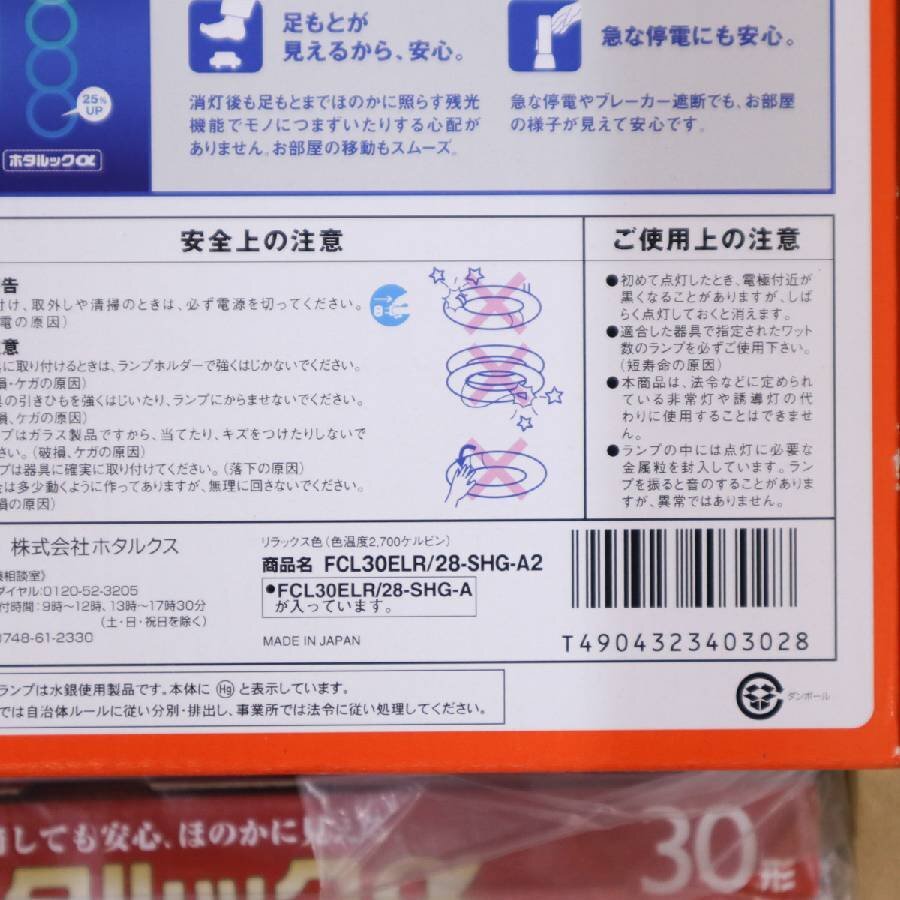 足もとが
見えるから、安心。
消灯後も足もとまでほのかに照らす残光
機能でモノにつまずいたりする心配が
ありません。お部屋の移動もスムーズ。
急な停電にも安心。
急な停電やブレーカー遮断でも、お部屋
の様子が見えて安心です。
25%
UP
ホタルックα
安全上の注意
告
付け、取外しや清掃のときは、必ず電源を切ってください。
電の原因)
意
に取り付けるときは、ランプホルダーで強くはじかないでください。
損・ケガの原因)
具の引きひもを強くはじいたり、ランプにからませないでください。
損、ケガの原因)
プはガラス製品ですから、当てたり、キズをつけたりしないで
さい。(破損、ケガの原因)
プは器具に確実に取り付けてください。(落下の原因)
金は多少動くように作ってありますが、無理に回さないでください。
損の原因)
ご使用上の注意
●初めて点灯したとき、電極付近が
黒くなることがありますが、しば
らく点灯しておくと消えます。
●適合した器具で指定されたワット
数のランプを必ずご使用下さい。
(短寿命の原因)
●本商品は、法令などに定められ
ている非常灯や誘導灯の代
わりに使用することはできませ
ん。
●ランプの中には点灯に必要な
金属粒を封入しています。ラン
プを振ると音のすることがありま
すが、異常ではありません。
株式会社ホタルクス
様相談室》
ダイヤル:0120-52-3205
付時間:9時〜12時、13時〜17時30分
(土・日・祝日を除く)
0748-61-2330
リラックス色(色温度2,700ケルビン)
商品名 FCL30ELR/28-SHG-A2
●FCL30ELR/28-SHG-A
が入っています。
MADE IN JAPAN
T4904323403028
ランプは水銀使用製品です。本体に Hg と表示しています。
では自治体ルールに従い分別・排出し、事業所では法令に従い処理してください。
ダンボール
消しても安心、ほのかに見
タルックα
30形